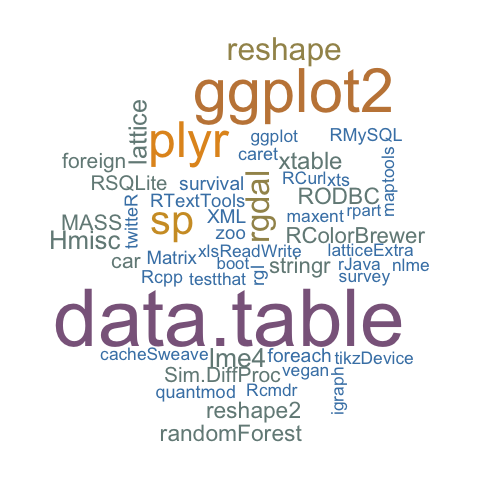 reshape
ggplot2
lattice
plyr
ggplot
RMySQL
caret
foreign
xtable
maptools
RSQLite
survival
RCurl
xts
rgdal
RODBC
twitteR
RTextTools
sp
XML
maxent
rpart
MASS
Hmisc
zoo
RColorBrewer
car
Matrix
xlsReadWrite
latticeExtra
Rcpp
testthat
boot
rgl
stringr
rJava
nlme
survey
data.table
cacheSweave
lme4
foreach
tikzDevice
Sim.DiffProc
vegan
quantmod
Rcmdr
igraph
reshape2
randomForest